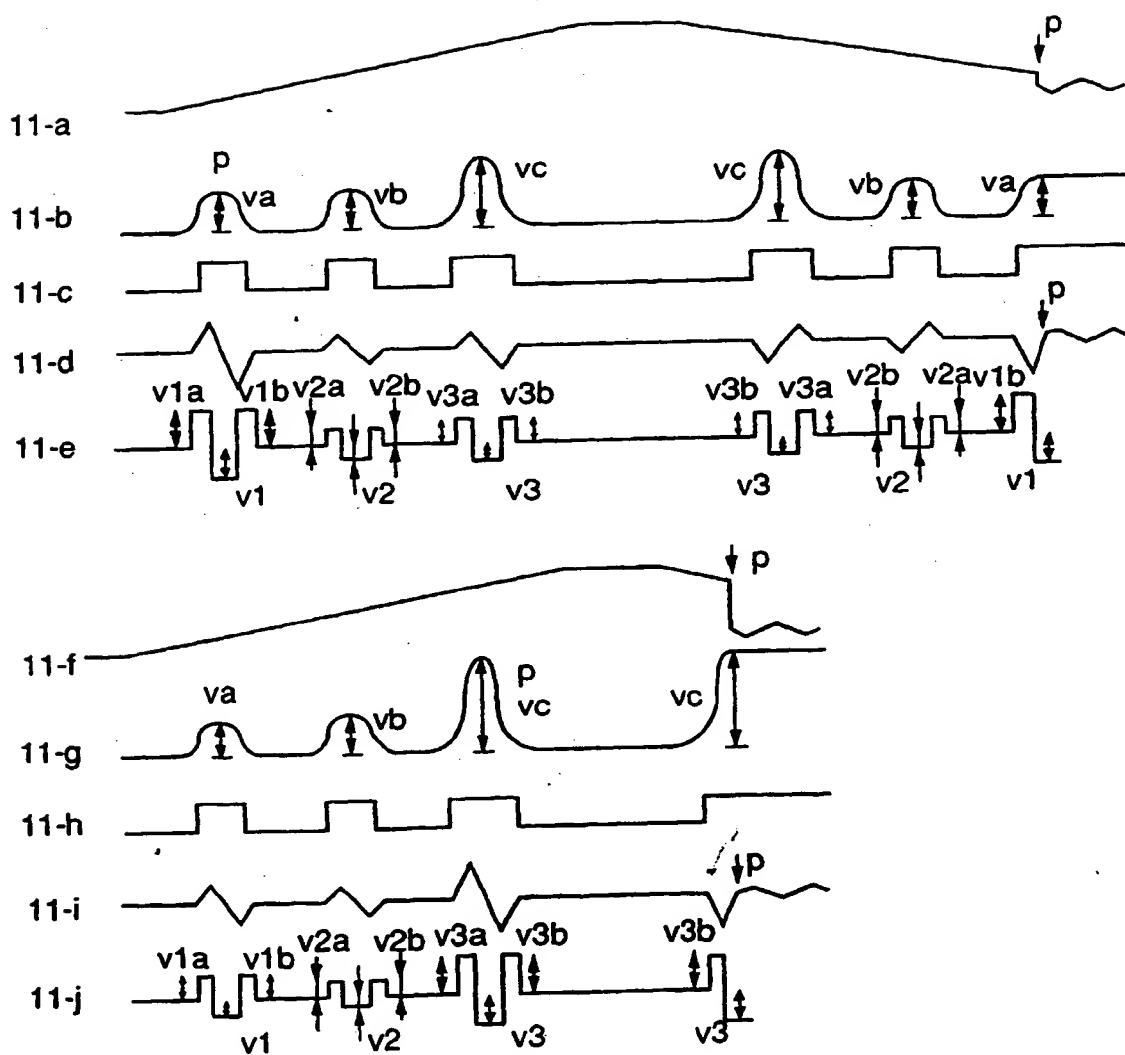 p
11-a
p
va vb vc vc vb va
11-b
11-c
p
11-d
v1a v1b v2a v2b v3a v3b v3b v3a v2b v2a v1b
11-e
v1 v2 v3 v3 v2 v1
p
11-f
va vb p vc vc
11-g
11-h
p
11-i
v1a v1b v2a v2b v3a v3b v3b
11-j
v1 v2 v3 v3